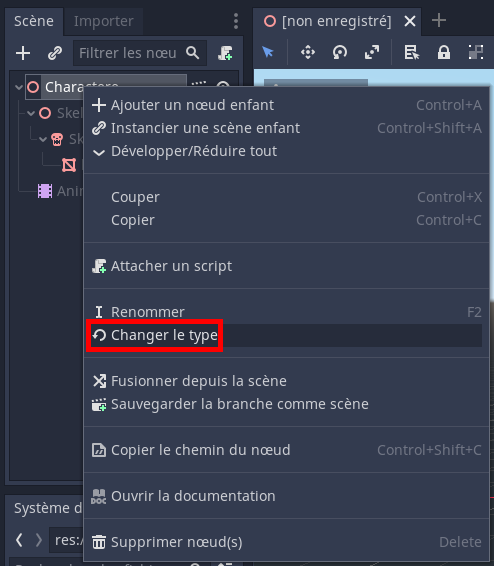 Scène
Importer
[non enregistré]
Filtrer les nœu
Ajouter un nœud enfant Control+A
Instancier une scène enfant Control+Shift+A
Développer/Réduire tout
Couper Control+X
Copier Control+C
Attacher un script
Renommer F2
Changer le type
Fusionner depuis la scène
Sauvegarder la branche comme scène
Copier le chemin du nœud Control+Shift+C
Ouvrir la documentation
Supprimer nœud(s) Delete
Skel
Sk
Anim
Système d
res:/